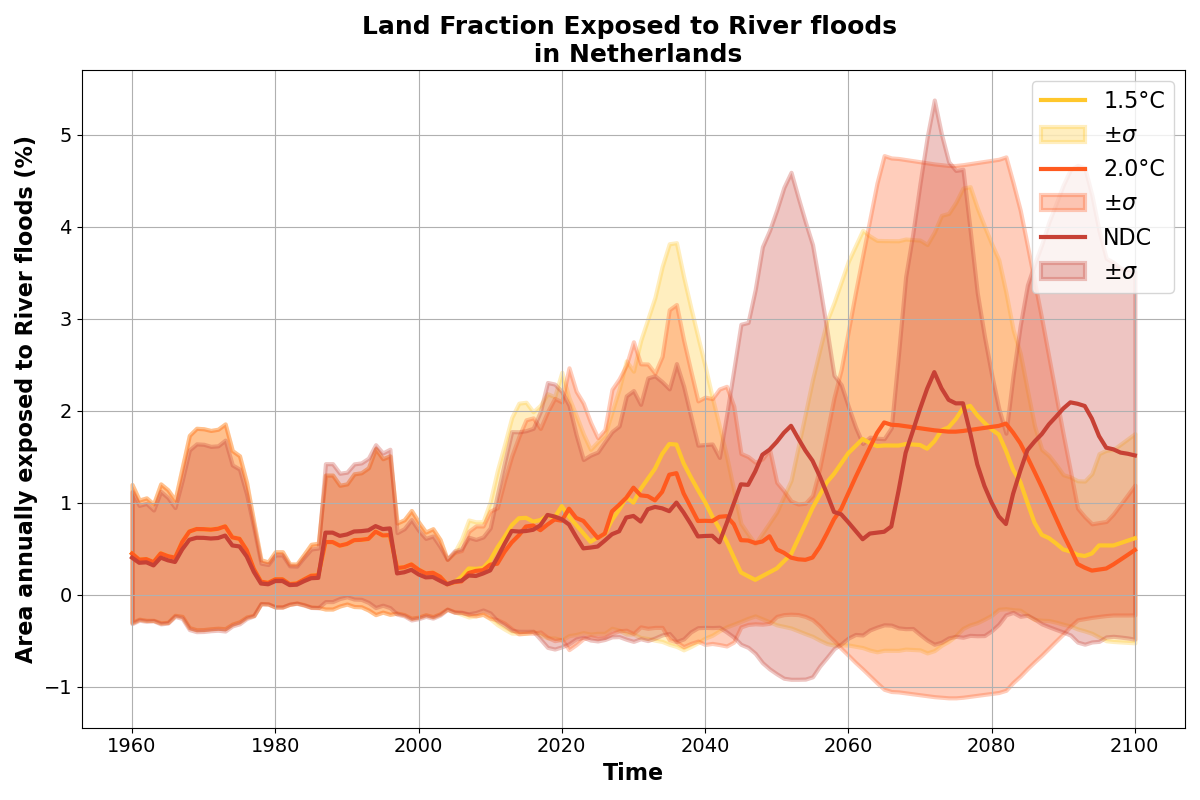 Land Fraction Exposed to River floods
in Netherlands
Area annually exposed to River floods (%)
5
4
3
2
1
0
−1
1.5°C
±σ
2.0°C
±σ
NDC
±σ
1960 1980 2000 2020 2040 2060 2080 2100
Time